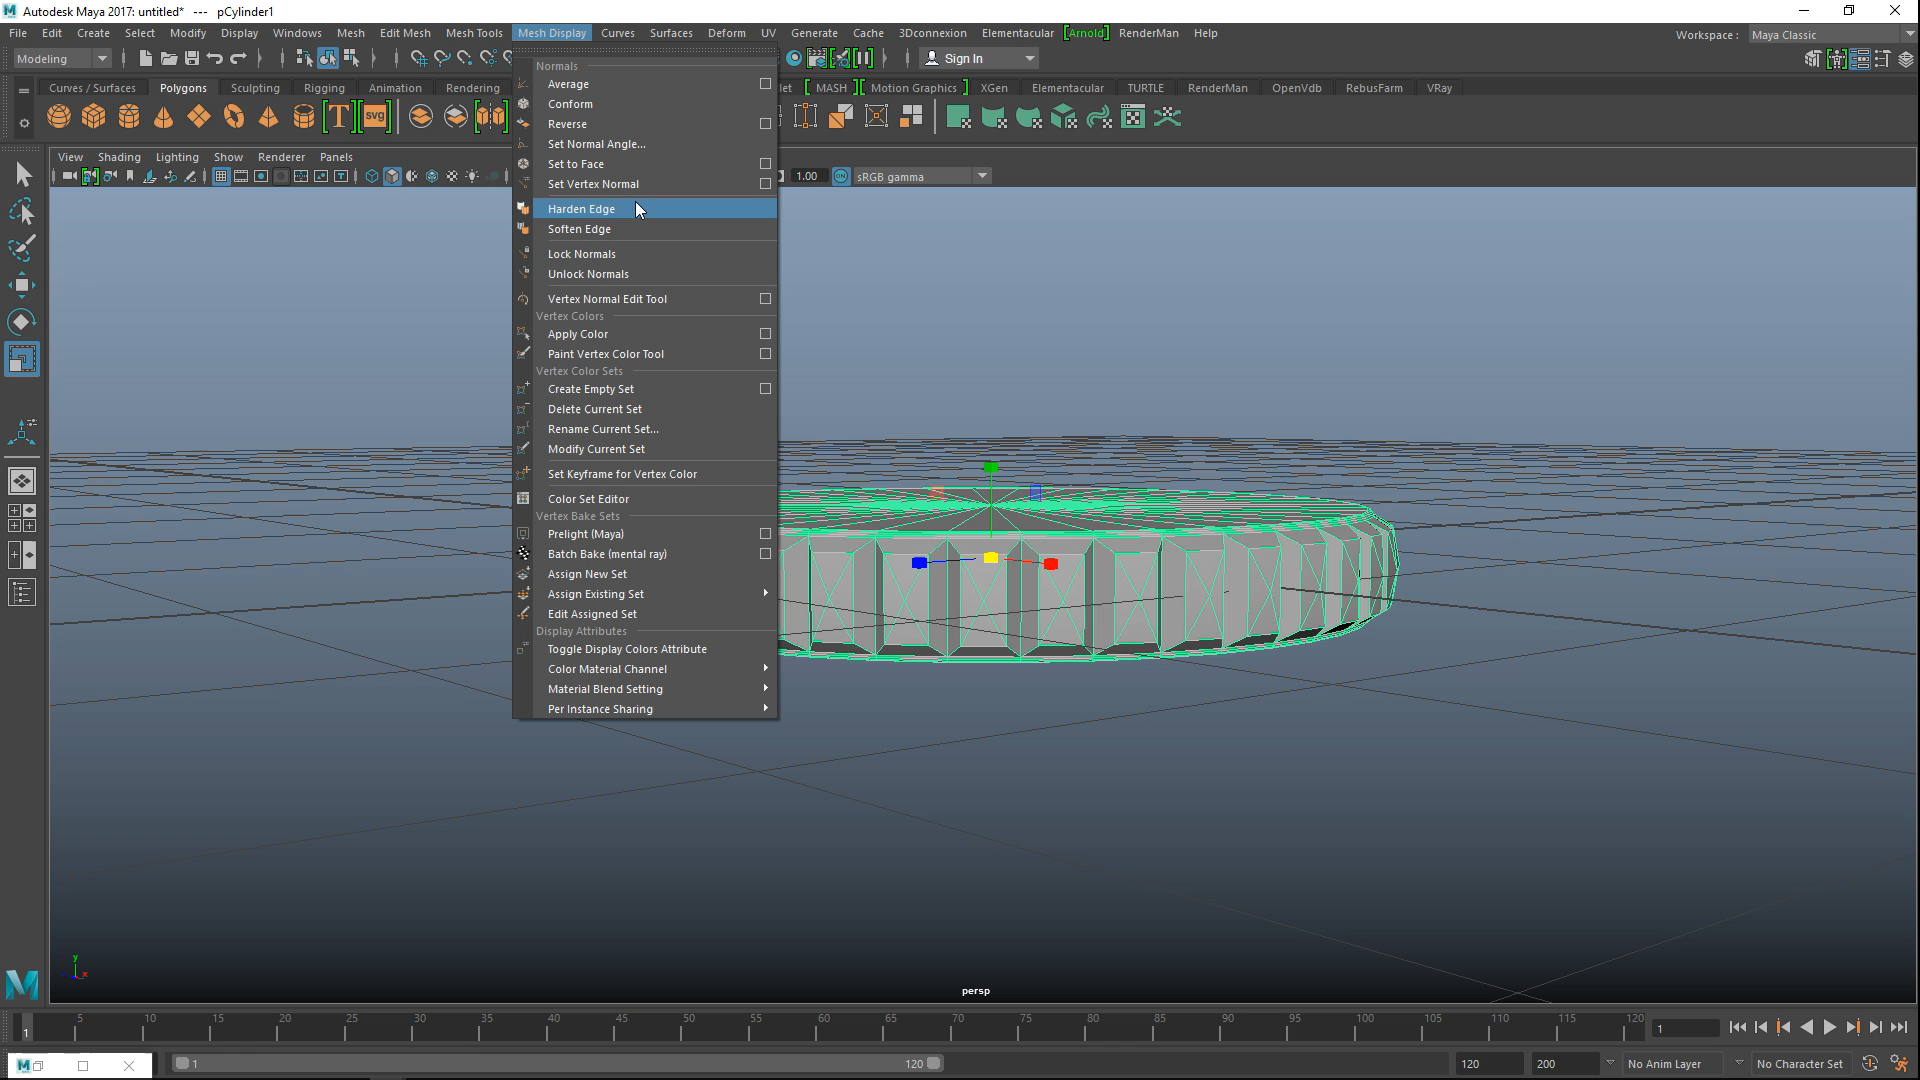 Autodesk Maya 2017: untitled* --- pCylinder1
File Edit Create Select Modify Display Windows Mesh Edit Mesh Mesh Tools Mesh Display Curves Surfaces Deform UV Generate Cache 3Dconnexion Elementacular [Arnold] RenderMan Help
Workspace : Maya Classic
Modeling
Sign In
Curves / Surfaces Polygons Sculpting Rigging Animation Rendering
MASH Motion Graphics XGen Elementacular TURTLE RenderMan OpenVdb RebusFarm VRay
T svg
View Shading Lighting Show Renderer Panels
1.00 ON sRGB gamma
Normals
Average
Conform
Reverse
Set Normal Angle...
Set to Face
Set Vertex Normal
Harden Edge
Soften Edge
Lock Normals
Unlock Normals
Vertex Normal Edit Tool
Vertex Colors
Apply Color
Paint Vertex Color Tool
Vertex Color Sets
Create Empty Set
Delete Current Set
Rename Current Set...
Modify Current Set
Set Keyframe for Vertex Color
Color Set Editor
Vertex Bake Sets
Prelight (Maya)
Batch Bake (mental ray)
Assign New Set
Assign Existing Set
Edit Assigned Set
Display Attributes
Toggle Display Colors Attribute
Color Material Channel
Material Blend Setting
Per Instance Sharing
y
x
persp
1 5 10 15 20 25 30 35 40 45 50 55 60 65 70 75 80 85 90 95 100 105 110 115 120
1
1 120 120 200 No Anim Layer No Character Set